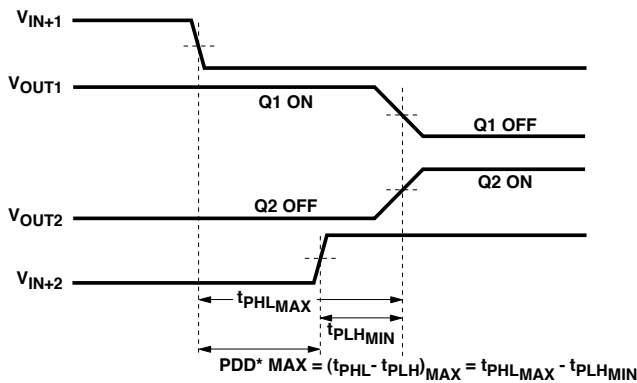 VIN+1
VOUT1
Q1 ON
Q1 OFF
Q2 ON
Q2 OFF
VOUT2
VIN+2
tPHLMAX
tPLHMIN
PDD* MAX = (tPHL- tPLH)MAX = tPHLMAX - tPLHMIN